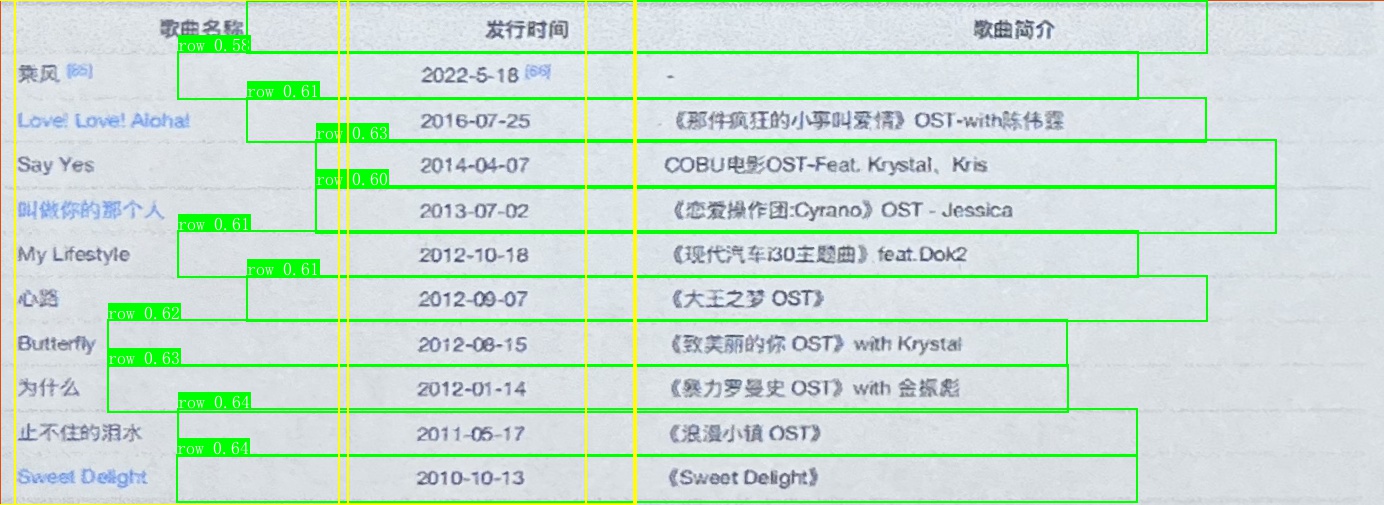 歌曲名称 发行时间 歌曲简介
row 0.58
乘风 [65] 2022-5-18 [66] -
row 0.61
Love! Love! Aloha! 2016-07-25 《那件疯狂的小事叫爱情》OST-with陈伟霆
row 0.63
Say Yes 2014-04-07 COBU电影OST-Feat. Krystal、Kris
row 0.60
叫做你的那个人 2013-07-02 《恋爱操作团:Cyrano》OST - Jessica
row 0.61
My Lifestyle 2012-10-18 《现代汽车i30主题曲》feat.Dok2
row 0.61
心路 2012-09-07 《大王之梦 OST》
row 0.62
Butterfly 2012-08-15 《致美丽的你 OST》with Krystal
row 0.63
为什么 2012-01-14 《暴力罗曼史 OST》with 金振彪
row 0.64
止不住的泪水 2011-05-17 《浪漫小镇 OST》
row 0.64
Sweet Delight 2010-10-13 《Sweet Delight》